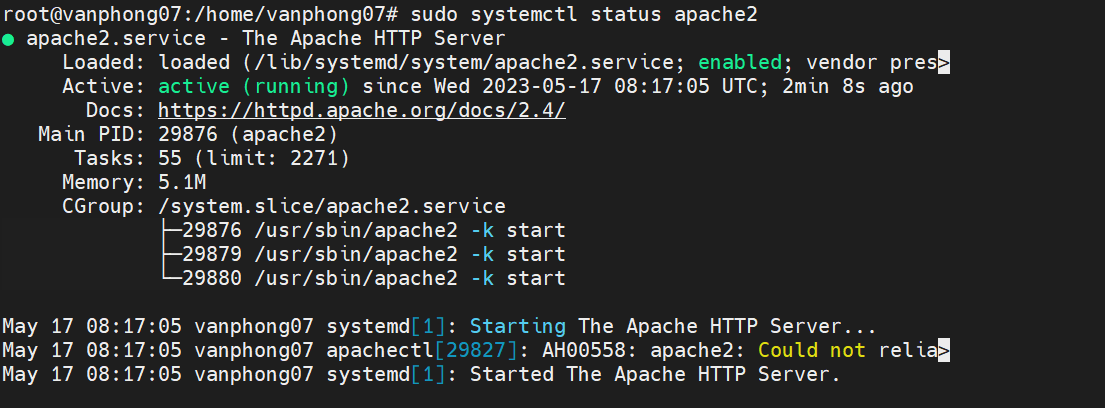 root@vanphong07:/home/vanphong07# sudo systemctl status apache2
● apache2.service - The Apache HTTP Server
     Loaded: loaded (/lib/systemd/system/apache2.service; enabled; vendor pres>
     Active: active (running) since Wed 2023-05-17 08:17:05 UTC; 2min 8s ago
       Docs: https://httpd.apache.org/docs/2.4/
   Main PID: 29876 (apache2)
      Tasks: 55 (limit: 2271)
     Memory: 5.1M
     CGroup: /system.slice/apache2.service
             ├─29876 /usr/sbin/apache2 -k start
             ├─29879 /usr/sbin/apache2 -k start
             └─29880 /usr/sbin/apache2 -k start
May 17 08:17:05 vanphong07 systemd[1]: Starting The Apache HTTP Server...
May 17 08:17:05 vanphong07 apachectl[29827]: AH00558: apache2: Could not relia>
May 17 08:17:05 vanphong07 systemd[1]: Started The Apache HTTP Server.